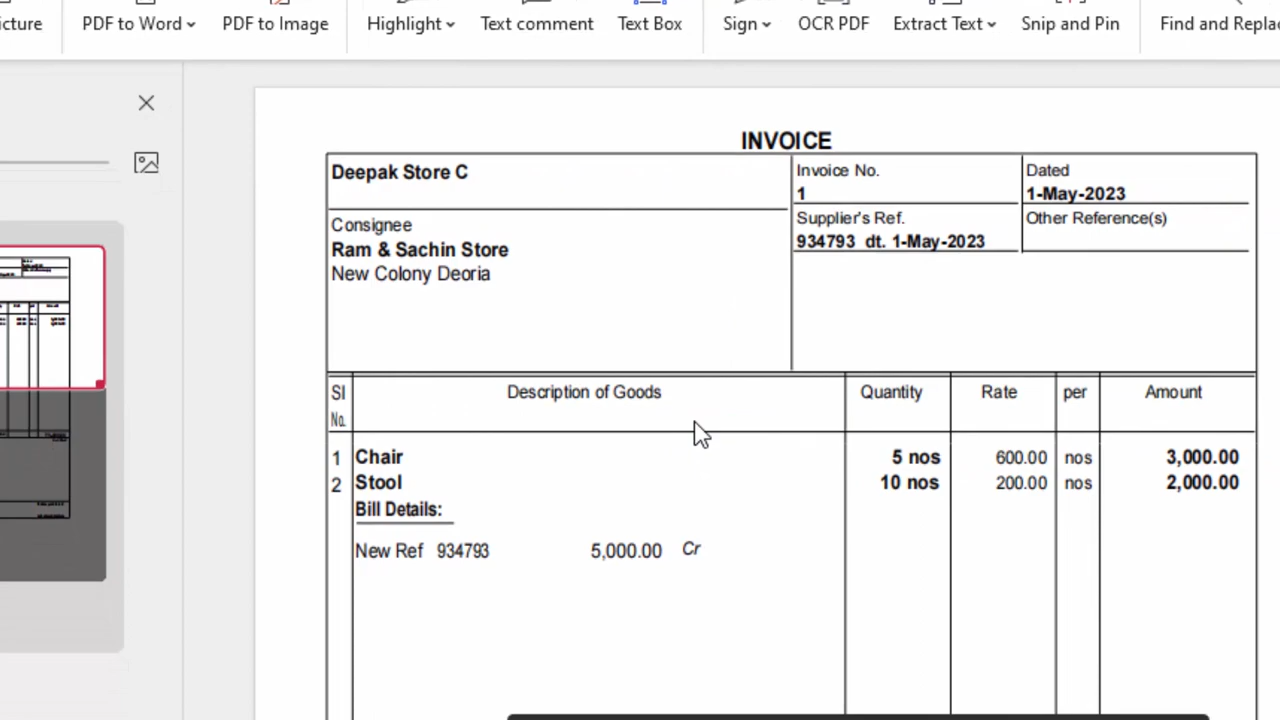 PDF to Word
PDF to Image
Highlight
Text comment
Text Box
Sign
OCR PDF
Extract Text
Snip and Pin
Find and
INVOICE
Deepak Store C
Invoice No.
1
Dated
1-May-2023
Supplier's Ref.
934793 dt. 1-May-2023
Other Reference(s)
Consignee
Ram & Sachin Store
New Colony Deoria
Sl No. Description of Goods Quantity Rate per Amount
1 Chair 5 nos 600.00 nos 3,000.00
2 Stool 10 nos 200.00 nos 2,000.00
Bill Details:
New Ref 934793 5,000.00 Cr